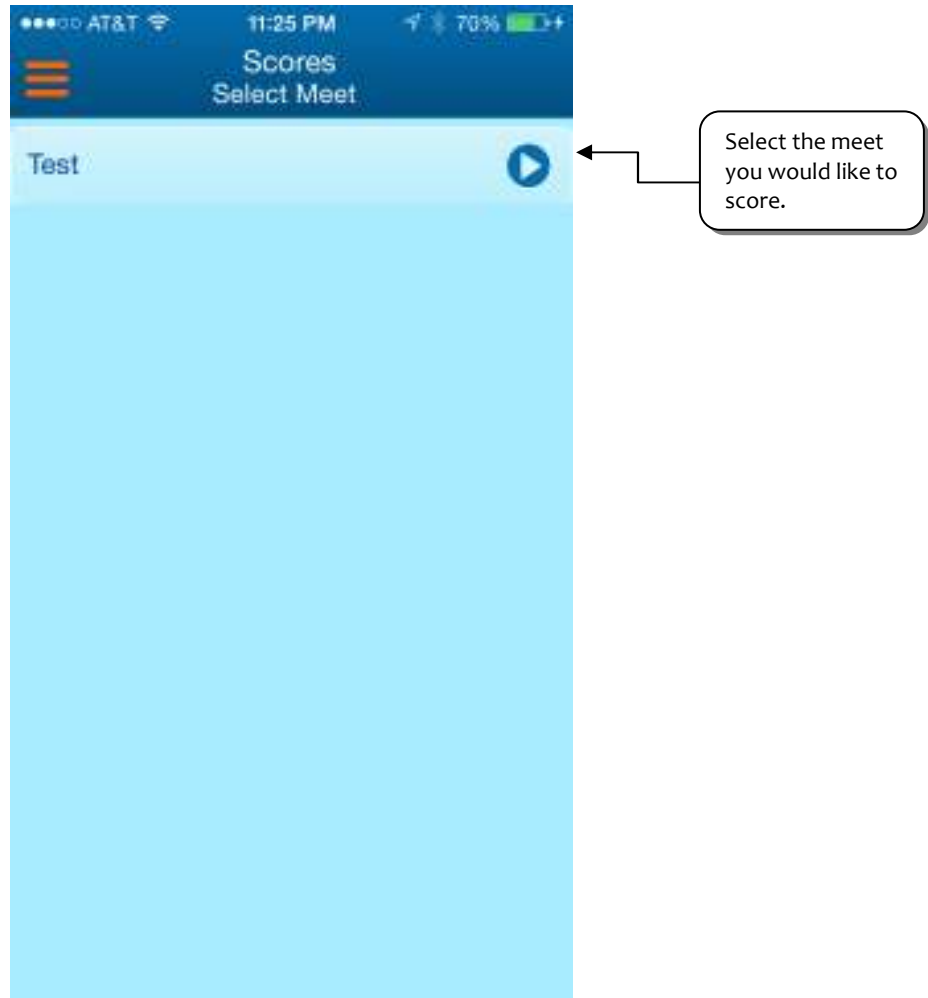 AT&T 11:25 PM 70%
Scores
Select Meet
Test
Select the meet
you would like to
score.